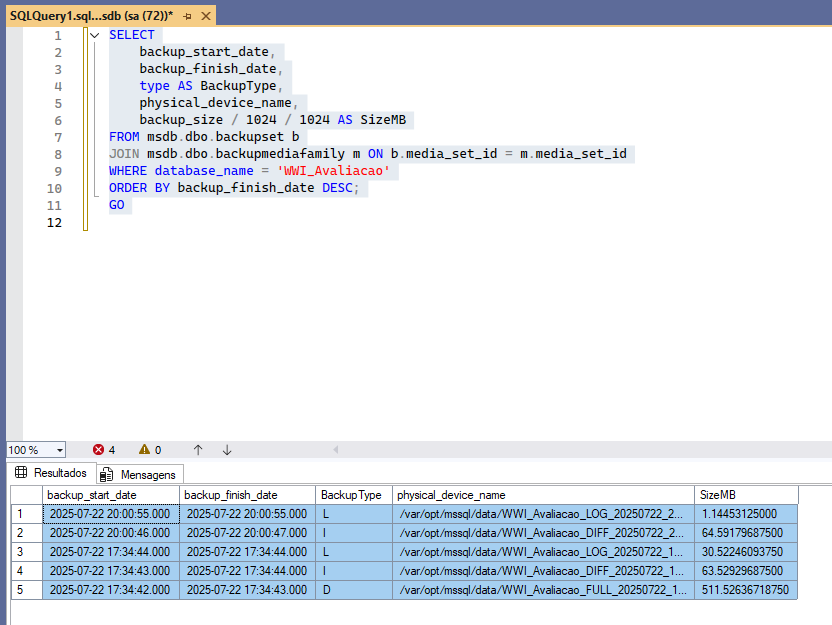 SQLQuery1.sql...sdb (sa (72))*
1 SELECT
2 backup_start_date,
3 backup_finish_date,
4 type AS BackupType,
5 physical_device_name,
6 backup_size / 1024 / 1024 AS SizeMB
7 FROM msdb.dbo.backupset b
8 JOIN msdb.dbo.backupmediafamily m ON b.media_set_id = m.media_set_id
9 WHERE database_name = 'WWI_Avaliacao'
10 ORDER BY backup_finish_date DESC;
11 GO
12
100 % 4 0
Resultados Mensagens
backup_start_date backup_finish_date BackupType physical_device_name SizeMB
1 2025-07-22 20:00:55.000 2025-07-22 20:00:55.000 L /var/opt/mssql/data/WWI_Avaliacao_LOG_20250722_2... 1.14453125000
2 2025-07-22 20:00:46.000 2025-07-22 20:00:47.000 I /var/opt/mssql/data/WWI_Avaliacao_DIFF_20250722_2... 64.59179687500
3 2025-07-22 17:34:44.000 2025-07-22 17:34:44.000 L /var/opt/mssql/data/WWI_Avaliacao_LOG_20250722_1... 30.52246093750
4 2025-07-22 17:34:43.000 2025-07-22 17:34:44.000 I /var/opt/mssql/data/WWI_Avaliacao_DIFF_20250722_1... 63.52929687500
5 2025-07-22 17:34:42.000 2025-07-22 17:34:43.000 D /var/opt/mssql/data/WWI_Avaliacao_FULL_20250722_1... 511.52636718750